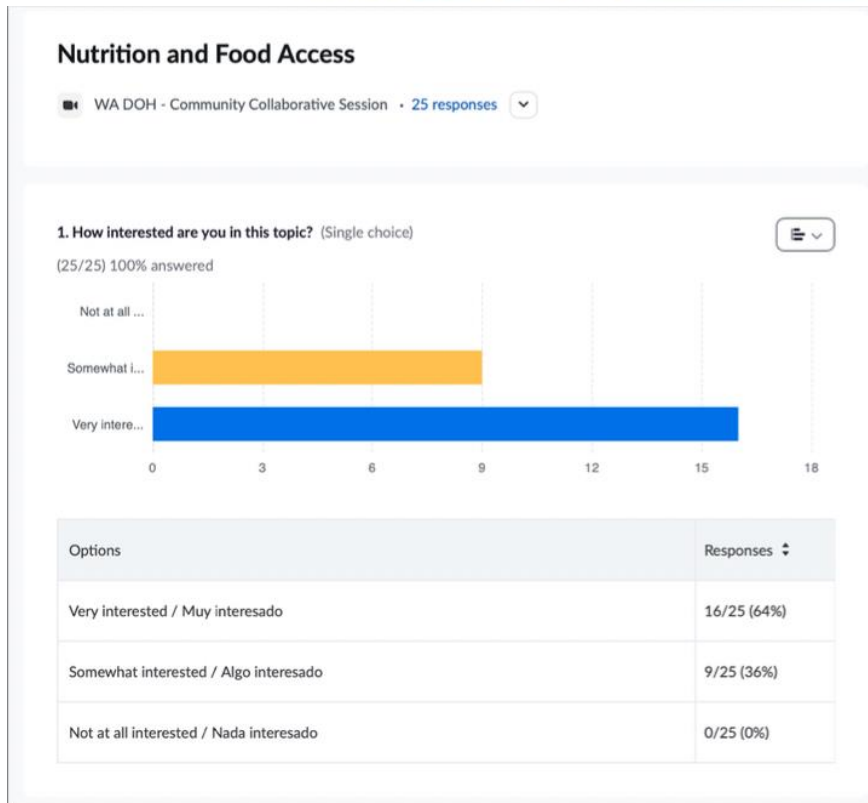 Nutrition and Food Access
WA DOH - Community Collaborative Session • 25 responses
1. How interested are you in this topic? (Single choice)
(25/25) 100% answered
Not at all ...
Somewhat i...
Very intere...
0 3 6 9 12 15 18
Options Responses
Very interested / Muy interesado 16/25 (64%)
Somewhat interested / Algo interesado 9/25 (36%)
Not at all interested / Nada interesado 0/25 (0%)